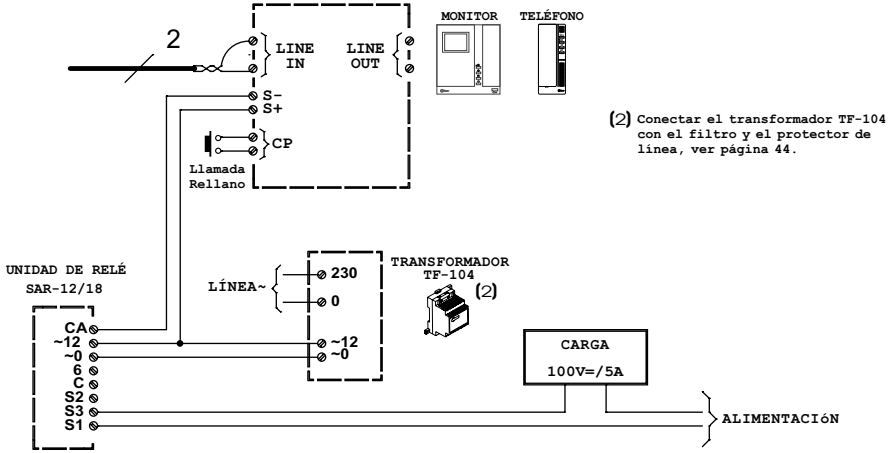 MONITOR TELÉFONO
2
LINE
IN
LINE
OUT
S-
S+
CP
Llamada
Rellano
(2) Conectar el transformador TF-104
con el filtro y el protector de
línea, ver página 44.
UNIDAD DE RELÉ
SAR-12/18
CA
~12
~0
6
C
S2
S3
S1
LÍNEA~
230
0
~12
~0
TRANSFORMADOR
TF-104
(2)
CARGA
100V=/5A
ALIMENTACIóN